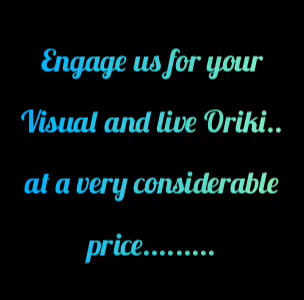 Engage us for your
Visual and live Oriki..
at a very considerable
price.........